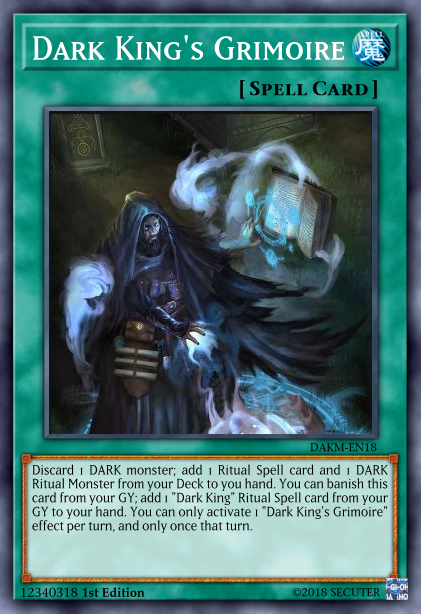 DARK KING'S GRIMOIRE 魔
[SPELL CARD]
DAKM-EN18
Discard 1 DARK monster; add 1 Ritual Spell card and 1 DARK
Ritual Monster from your Deck to you hand. You can banish this
card from your GY; add 1 "Dark King" Ritual Spell card from your
GY to your hand. You can only activate 1 "Dark King's Grimoire"
effect per turn, and only once that turn.
12340318 1st Edition
©2018 SECUTER